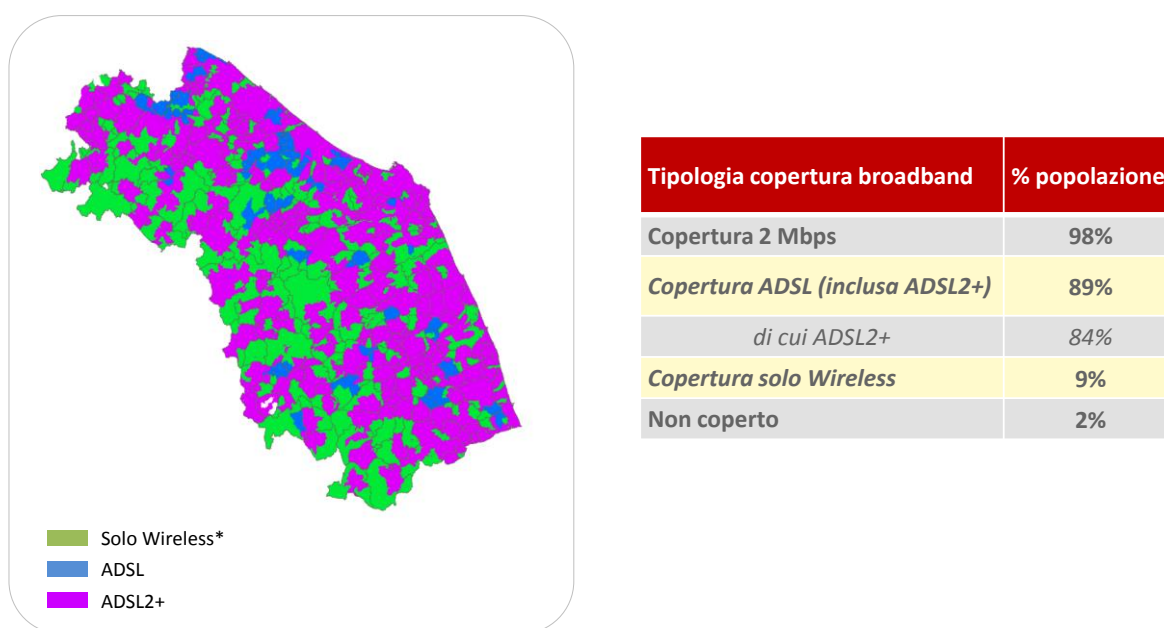 Solo Wireless*
ADSL
ADSL2+
Tipologia copertura broadband % popolazione
Copertura 2 Mbps 98%
Copertura ADSL (inclusa ADSL2+) 89%
di cui ADSL2+ 84%
Copertura solo Wireless 9%
Non coperto 2%